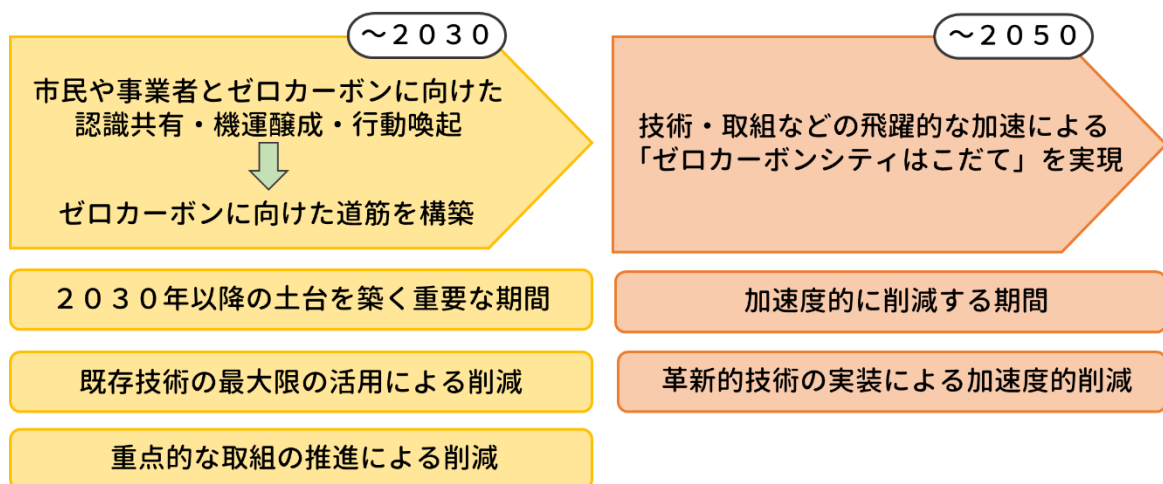 ～２０３０
市民や事業者とゼロカーボンに向けた
認識共有・機運醸成・行動喚起
ゼロカーボンに向けた道筋を構築
２０３０年以降の土台を築く重要な期間
既存技術の最大限の活用による削減
重点的な取組の推進による削減
～２０５０
技術・取組などの飛躍的な加速による
「ゼロカーボンシティはこだて」を実現
加速度的に削減する期間
革新的技術の実装による加速度的削減